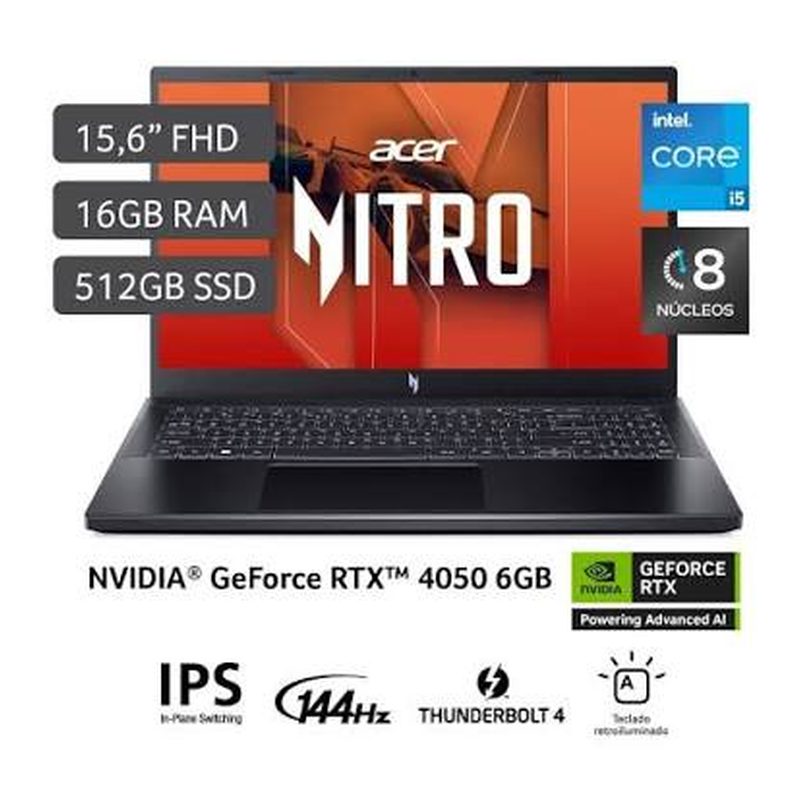 15,6” FHD
16GB RAM
512GB SSD
acer
NITRO
intel.
CORE
i5
8
NÚCLEOS
NVIDIA® GeForce RTX™ 4050 6GB
NVIDIA
GEFORCE
RTX
Powering Advanced AI
IPS
In-Plane Switching
144Hz
THUNDERBOLT 4
A
Teclado
retroiluminado